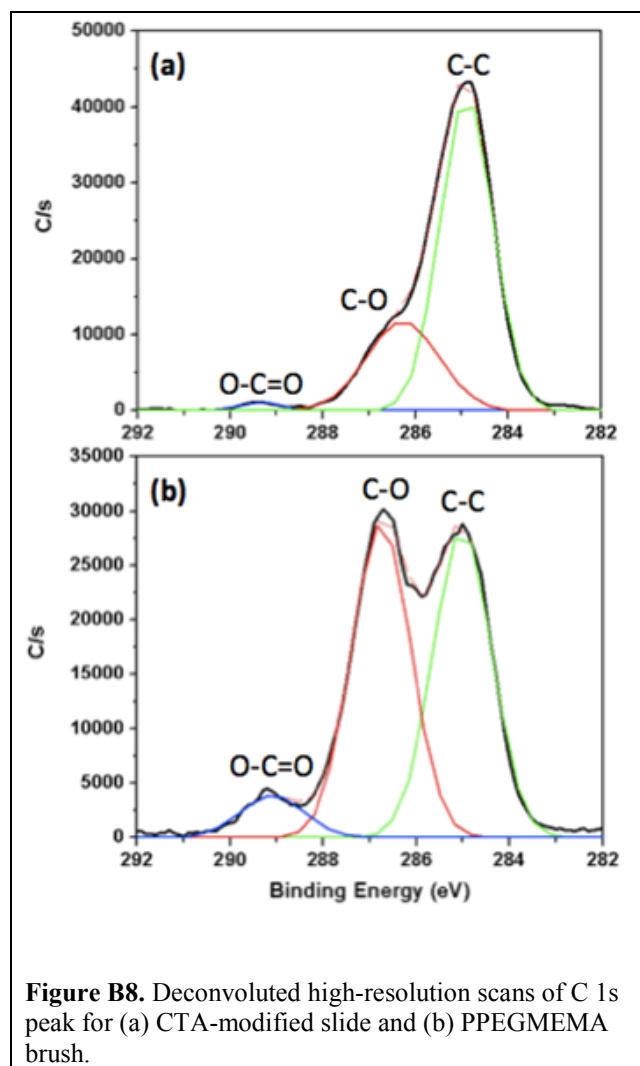 50000
(a)
C-C
40000
30000
C/s
20000
C-O
10000
O-C=O
0
292 290 288 286 284 282
35000
(b)
C-O C-C
30000
25000
20000
C/s
15000
10000
O-C=O
5000
0
292 290 288 286 284 282
Binding Energy (eV)
Figure B8. Deconvoluted high-resolution scans of C 1s
peak for (a) CTA-modified slide and (b) PPEGMEMA
brush.